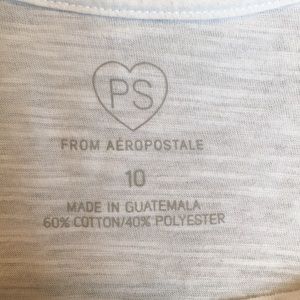 PS
FROM AÉROPOSTALE
10
MADE IN GUATEMALA
60% COTTON/40% POLYESTER